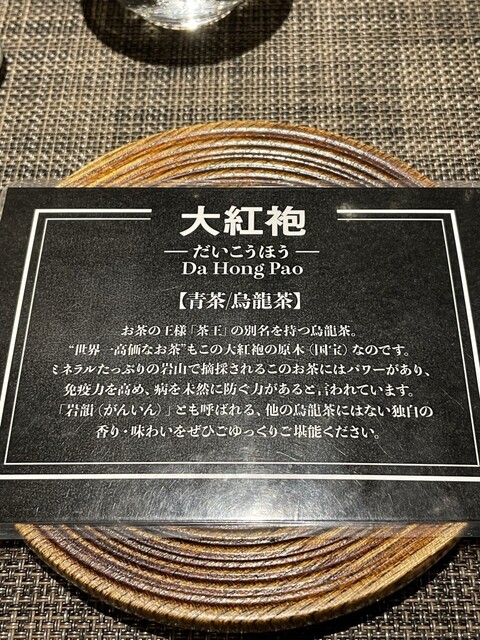 大紅袍
― だいこうほう ―
Da Hong Pao
【青茶/烏龍茶】
お茶の王様「茶王」の別名を持つ烏龍茶。
"世界一高価なお茶"もこの大紅袍の原木（国宝）なのです。
ミネラルたっぷりの岩山で摘採されるこのお茶にはパワーがあり、
免疫力を高め、病を未然に防ぐ力があると言われています。
「岩韻（がんいん）」とも呼ばれる、他の烏龍茶にはない独自の
香り・味わいをぜひごゆっくりご堪能ください。